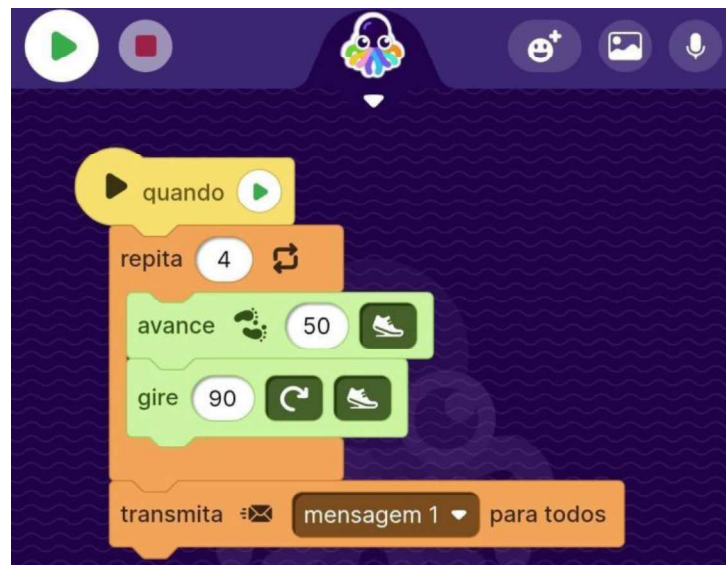 quando
repita 4
avance 50
gire 90
transmita mensagem 1 para todos